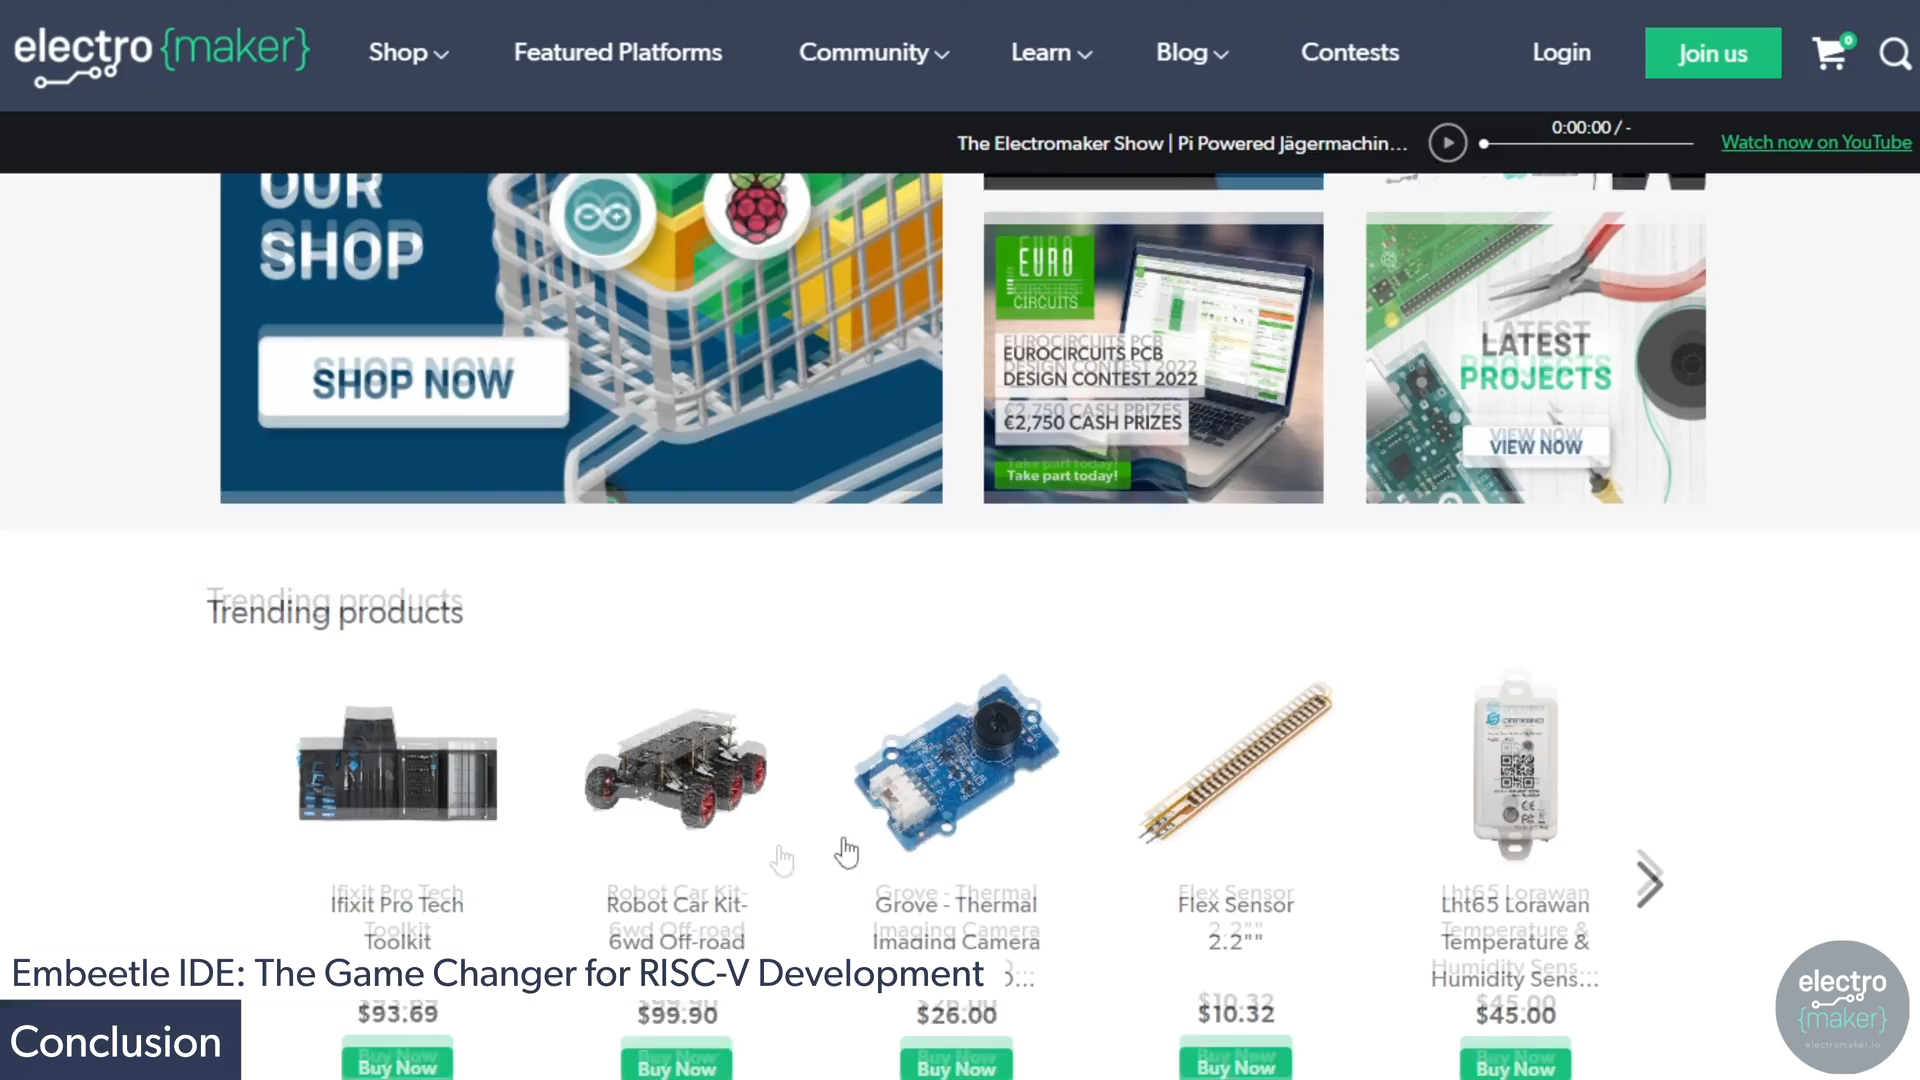 electro {maker}
Shop
Featured Platforms
Community
Learn
Blog
Contests
Login
Join us
0
The Electromaker Show | Pi Powered Jägermachin...
0:00:00 / -
Watch now on YouTube
OUR
SHOP
SHOP NOW
EURO
CIRCUITS
EUROCIRCUITS PCB
DESIGN CONTEST 2022
€2,750 CASH PRIZES
Take part today!
LATEST
PROJECTS
VIEW NOW
Trending products
Ifixit Pro Tech
Toolkit
$93.69
Buy Now
Robot Car Kit-
6wd Off-road
$99.90
Buy Now
Grove - Thermal
Imaging Camera
$26.00
Buy Now
Flex Sensor
2.2""
$10.32
Buy Now
Lht65 Lorawan
Temperature &
Humidity Sens...
$45.00
Buy Now
Embeetle IDE: The Game Changer for RISC-V Development
Conclusion
electro
{maker}
electromaker.io